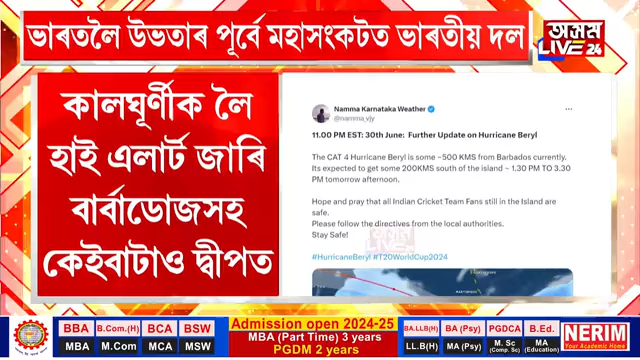 ভাৰতলৈ উভতাৰ পূৰ্বে মহাসংকটত ভাৰতীয় দল
অসম
LIVE 24
কালঘূৰ্ণীক লৈ
হাই এলাৰ্ট জাৰি
বাৰ্বাডোজসহ
কেইবাটাও দ্বীপত
Namma Karnataka Weather
@namma_vjy
11.00 PM EST: 30th June: Further Update on Hurricane Beryl
The CAT 4 Hurricane Beryl is some ~500 KMS from Barbados currently.
Its expected to get some 200KMS south of the island ~ 1.30 PM TO 3.30
PM tomorrow afternoon.
Hope and pray that all Indian Cricket Team Fans still in the Island are
safe.
Please follow the directives from the local authorities.
Stay Safe!
#HurricaneBeryl #T20WorldCup2024
BBA B.Com.(H) BCA BSW
MBA M.Com MCA MSW
Admission open 2024-25
MBA (Part Time) 3 years
PGDM 2 years
BA.LLB(H) BA (Psy) PGDCA B.Ed.
LL.B(H) MA (Psy) M. Sc (Comp. Sc) MA (Education)
NERIM
Your Academic Home